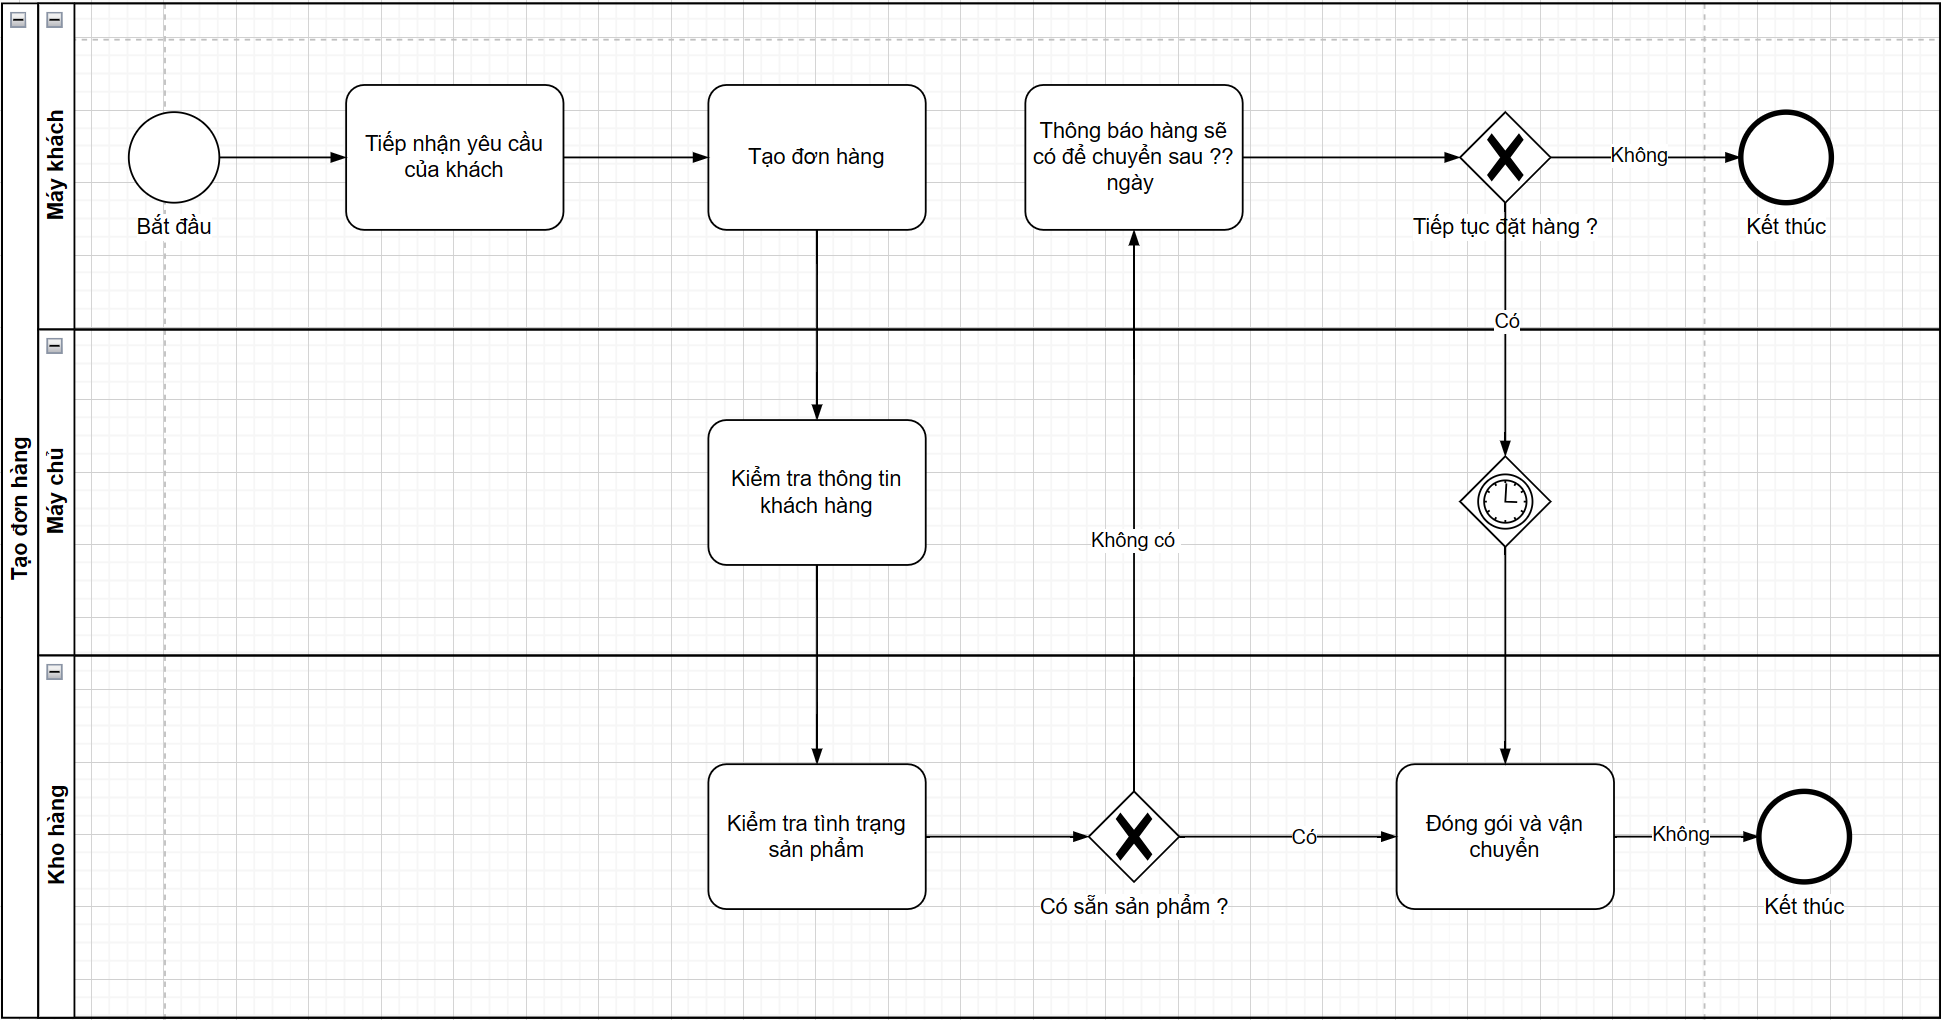 Tạo đơn hàng
Máy khách
Bắt đầu
Tiếp nhận yêu cầu
của khách
Tạo đơn hàng
Thông báo hàng sẽ
có để chuyển sau ??
ngày
Tiếp tục đặt hàng ?
Không
Kết thúc
Có
Máy chủ
Kiểm tra thông tin
khách hàng
Không có
Kho hàng
Kiểm tra tình trạng
sản phẩm
Có sẵn sản phẩm ?
Có
Đóng gói và vận
chuyển
Không
Kết thúc